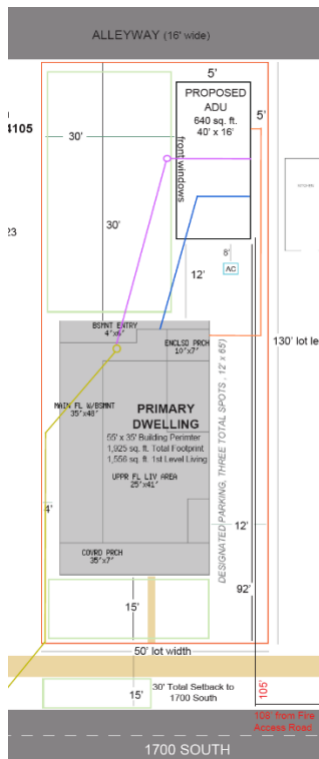 ALLEYWAY (16' wide)
5'
PROPOSED
ADU
640 sq. ft.
40' x 16'
5'
4105
30'
front windows
23
30'
8'
AC
12'
BSMNT ENTRY
4"x6"
ENCLSD PRCH
10"x7"
130' lot le
MAIN FL W/BSMNT
35"x48"
PRIMARY
DWELLING
55' x 35' Building Perimter
1,925 sq. ft. Total Footprint
1,556 sq. ft. 1st Level Living
UPPR FL LIV AREA
25"x41"
DESIGNATED PARKING, THREE TOTAL SPOTS , 12' x 65')
4'
12'
COVRD PRCH
35"x7"
92'
15'
50' lot width
30' Total Setback to
1700 South
15'
105'
108' from Fire
Access Road
1700 SOUTH